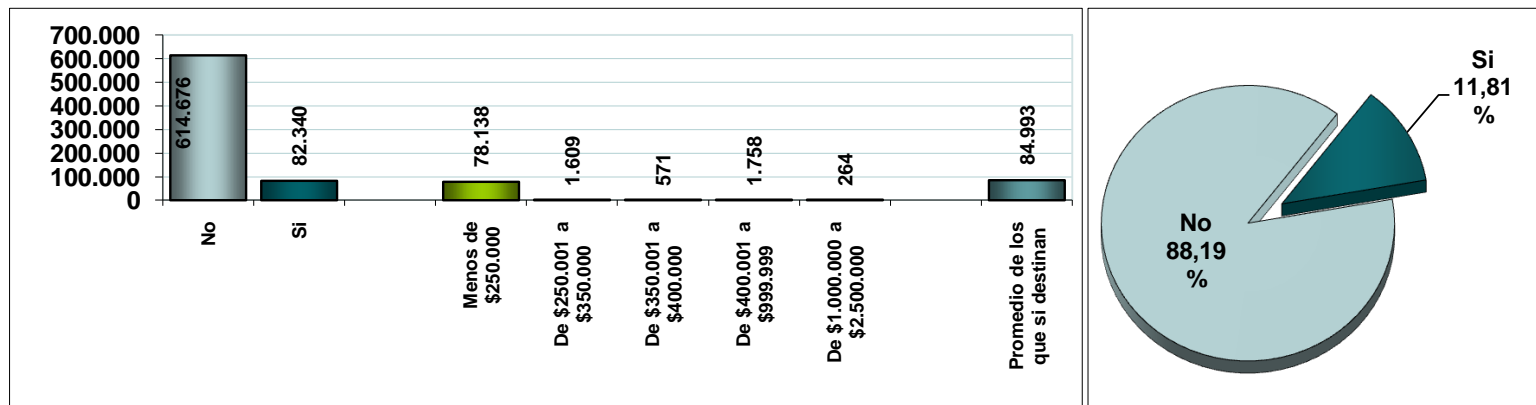 700.000
600.000
500.000
400.000
300.000
200.000
100.000
0
614.676
82.340
78.138
1.609
571
1.758
264
84.993
No
Si
Menos de
$250.000
De $250.001 a
$350.000
De $350.001 a
$400.000
De $400.001 a
$999.999
De $1.000.000 a
$2.500.000
Promedio de los
que si destinan
Si
11,81
%
No
88,19
%